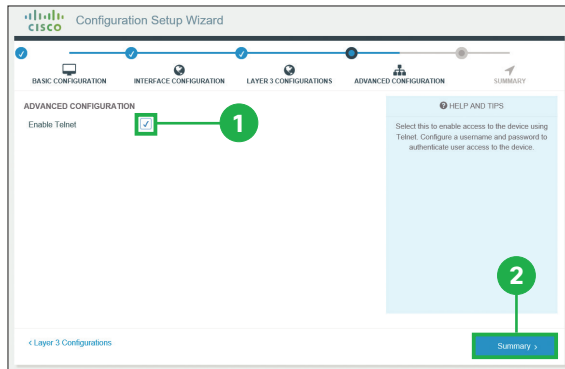 CISCO
Configuration Setup Wizard
BASIC CONFIGURATION
INTERFACE CONFIGURATION
LAYER 3 CONFIGURATIONS
ADVANCED CONFIGURATION
SUMMARY
ADVANCED CONFIGURATION
Enable Telnet
1
HELP AND TIPS
Select this to enable access to the device using
Telnet. Configure a username and password to
authenticate user access to the device.
2
‹ Layer 3 Configurations
Summary ›